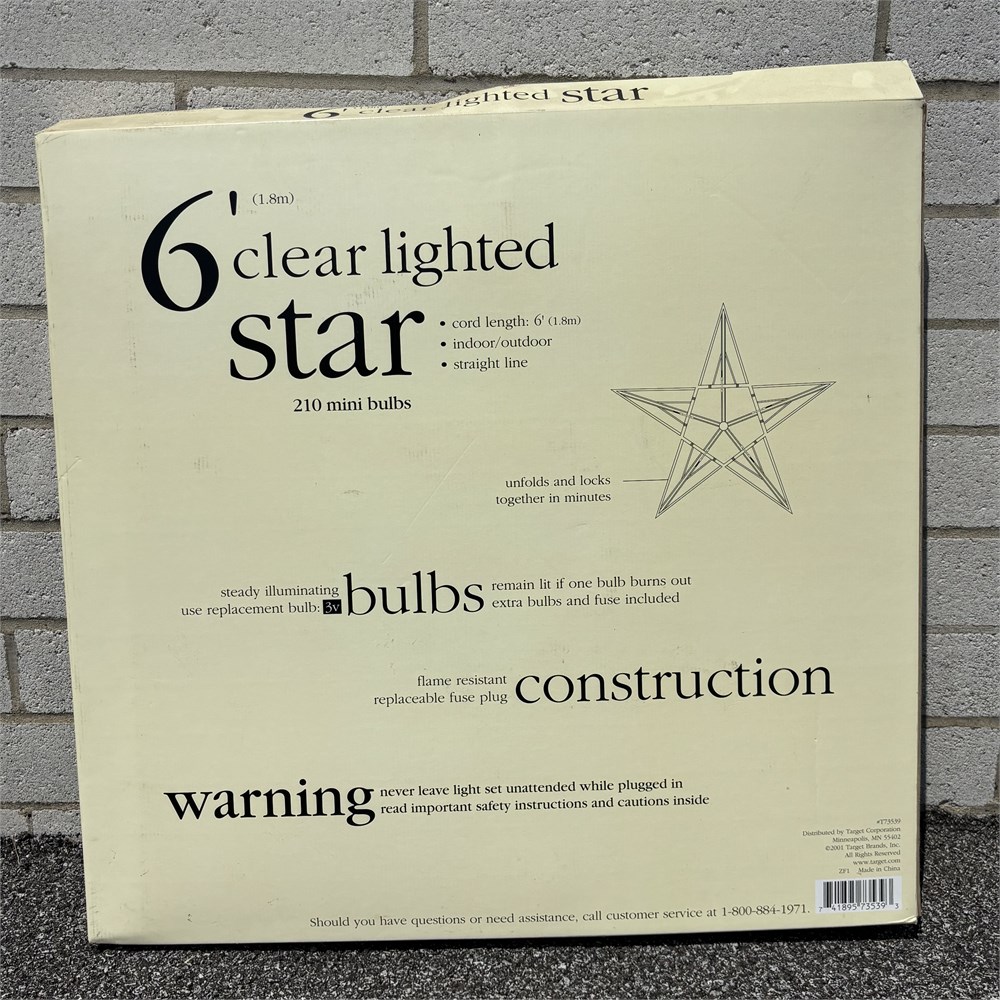 6' clear lighted star
6' (1.8m)
clear lighted
star
• cord length: 6' (1.8m)
• indoor/outdoor
• straight line
210 mini bulbs
unfolds and locks
together in minutes
steady illuminating
use replacement bulb: 3v
bulbs
remain lit if one bulb burns out
extra bulbs and fuse included
flame resistant
replaceable fuse plug
construction
warning
never leave light set unattended while plugged in
read important safety instructions and cautions inside
#T73539
Distributed by Target Corporation
Minneapolis, MN 55402
©2001 Target Brands, Inc.
All Rights Reserved
www.target.com
ZF1 Made in China
7 41895 73539 3
Should you have questions or need assistance, call customer service at 1-800-884-1971.